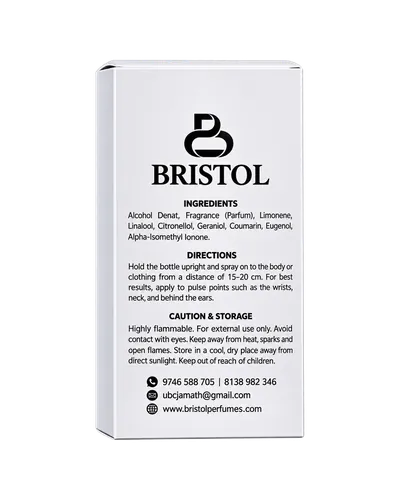 BRISTOL
INGREDIENTS
Alcohol Denat, Fragrance (Parfum), Limonene,
Linalool, Citronellol, Geraniol, Coumarin, Eugenol,
Alpha-Isomethyl Ionone.
DIRECTIONS
Hold the bottle upright and spray on to the body or
clothing from a distance of 15-20 cm. For best
results, apply to pulse points such as the wrists,
neck, and behind the ears.
CAUTION & STORAGE
Highly flammable. For external use only. Avoid
contact with eyes. Keep away from heat, sparks and
open flames. Store in a cool, dry place away from
direct sunlight. Keep out of reach of children.
9746 588 705 | 8138 982 346
ubcjamath@gmail.com
www.bristolperfumes.com